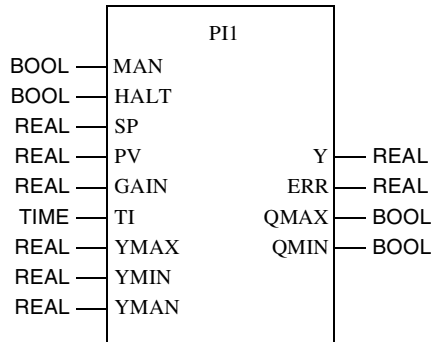 PI1
BOOL MAN
BOOL HALT
REAL SP
REAL PV Y REAL
REAL GAIN ERR REAL
TIME TI QMAX BOOL
REAL YMAX QMIN BOOL
REAL YMIN
REAL YMAN